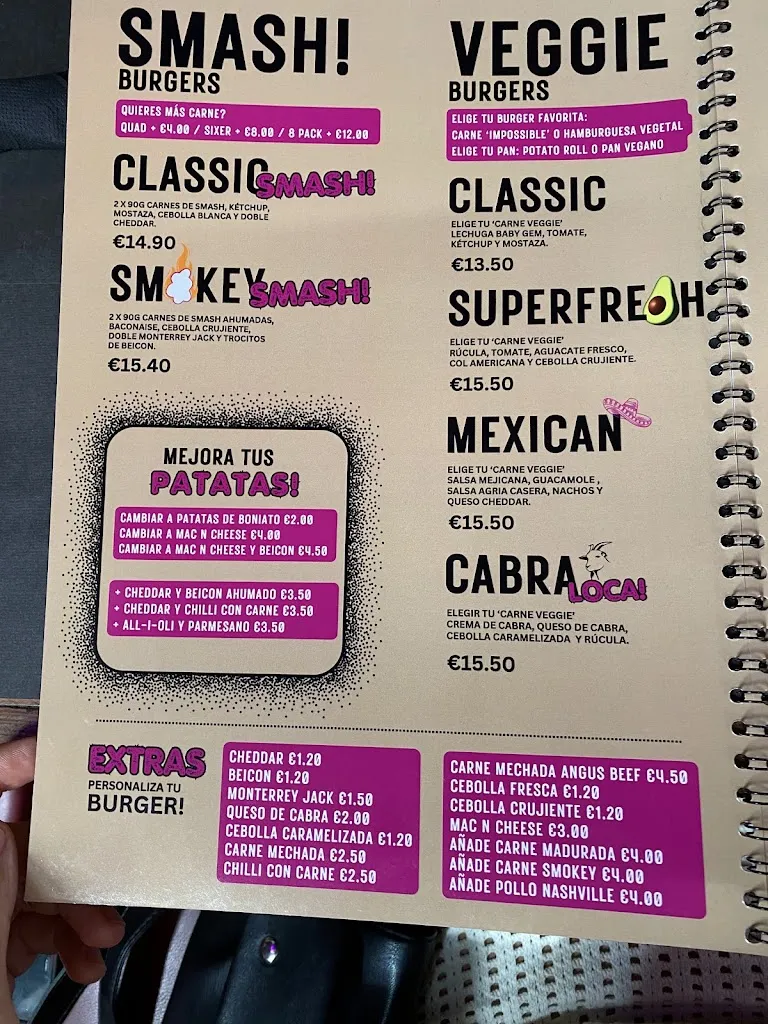 SMASH!
BURGERS
QUIERES MÁS CARNE?
QUAD + €4.00 / SIXER + €8.00 / 8 PACK + €12.00
CLASSIC SMASH!
2 X 90G CARNES DE SMASH, KÉTCHUP,
MOSTAZA, CEBOLLA BLANCA Y DOBLE
CHEDDAR.
€14.90
SMOKEY SMASH!
2 X 90G CARNES DE SMASH AHUMADAS,
BACONAISE, CEBOLLA CRUJIENTE,
DOBLE MONTERREY JACK Y TROCITOS
DE BEICON.
€15.40
MEJORA TUS
PATATAS!
CAMBIAR A PATATAS DE BONIATO €2.00
CAMBIAR A MAC N CHEESE €4.00
CAMBIAR A MAC N CHEESE Y BEICON €4.50
+ CHEDDAR Y BEICON AHUMADO €3.50
+ CHEDDAR Y CHILLI CON CARNE €3.50
+ ALL-I-OLI Y PARMESANO €3.50
VEGGIE
BURGERS
ELIGE TU BURGER FAVORITA:
CARNE 'IMPOSSIBLE' O HAMBURGUESA VEGETAL
ELIGE TU PAN: POTATO ROLL O PAN VEGANO
CLASSIC
ELIGE TU 'CARNE VEGGIE'
LECHUGA BABY GEM, TOMATE,
KÉTCHUP Y MOSTAZA.
€13.50
SUPERFRESH
ELIGE TU 'CARNE VEGGIE'
RÚCULA, TOMATE, AGUACATE FRESCO,
COL AMERICANA Y CEBOLLA CRUJIENTE.
€15.50
MEXICAN
ELIGE TU 'CARNE VEGGIE'
SALSA MEJICANA, GUACAMOLE ,
SALSA AGRIA CASERA, NACHOS Y
QUESO CHEDDAR.
€15.50
CABRA LOCA!
ELEGIR TU 'CARNE VEGGIE'
CREMA DE CABRA, QUESO DE CABRA,
CEBOLLA CARAMELIZADA Y RÚCULA.
€15.50
EXTRAS
PERSONALIZA TU
BURGER!
CHEDDAR €1.20
BEICON €1.20
MONTERREY JACK €1.50
QUESO DE CABRA €2.00
CEBOLLA CARAMELIZADA €1.20
CARNE MECHADA €2.50
CHILLI CON CARNE €2.50
CARNE MECHADA ANGUS BEEF €4.50
CEBOLLA FRESCA €1.20
CEBOLLA CRUJIENTE €1.20
MAC N CHEESE €3.00
AÑADE CARNE MADURADA €4.00
AÑADE CARNE SMOKEY €4.00
AÑADE POLLO NASHVILLE €4.00